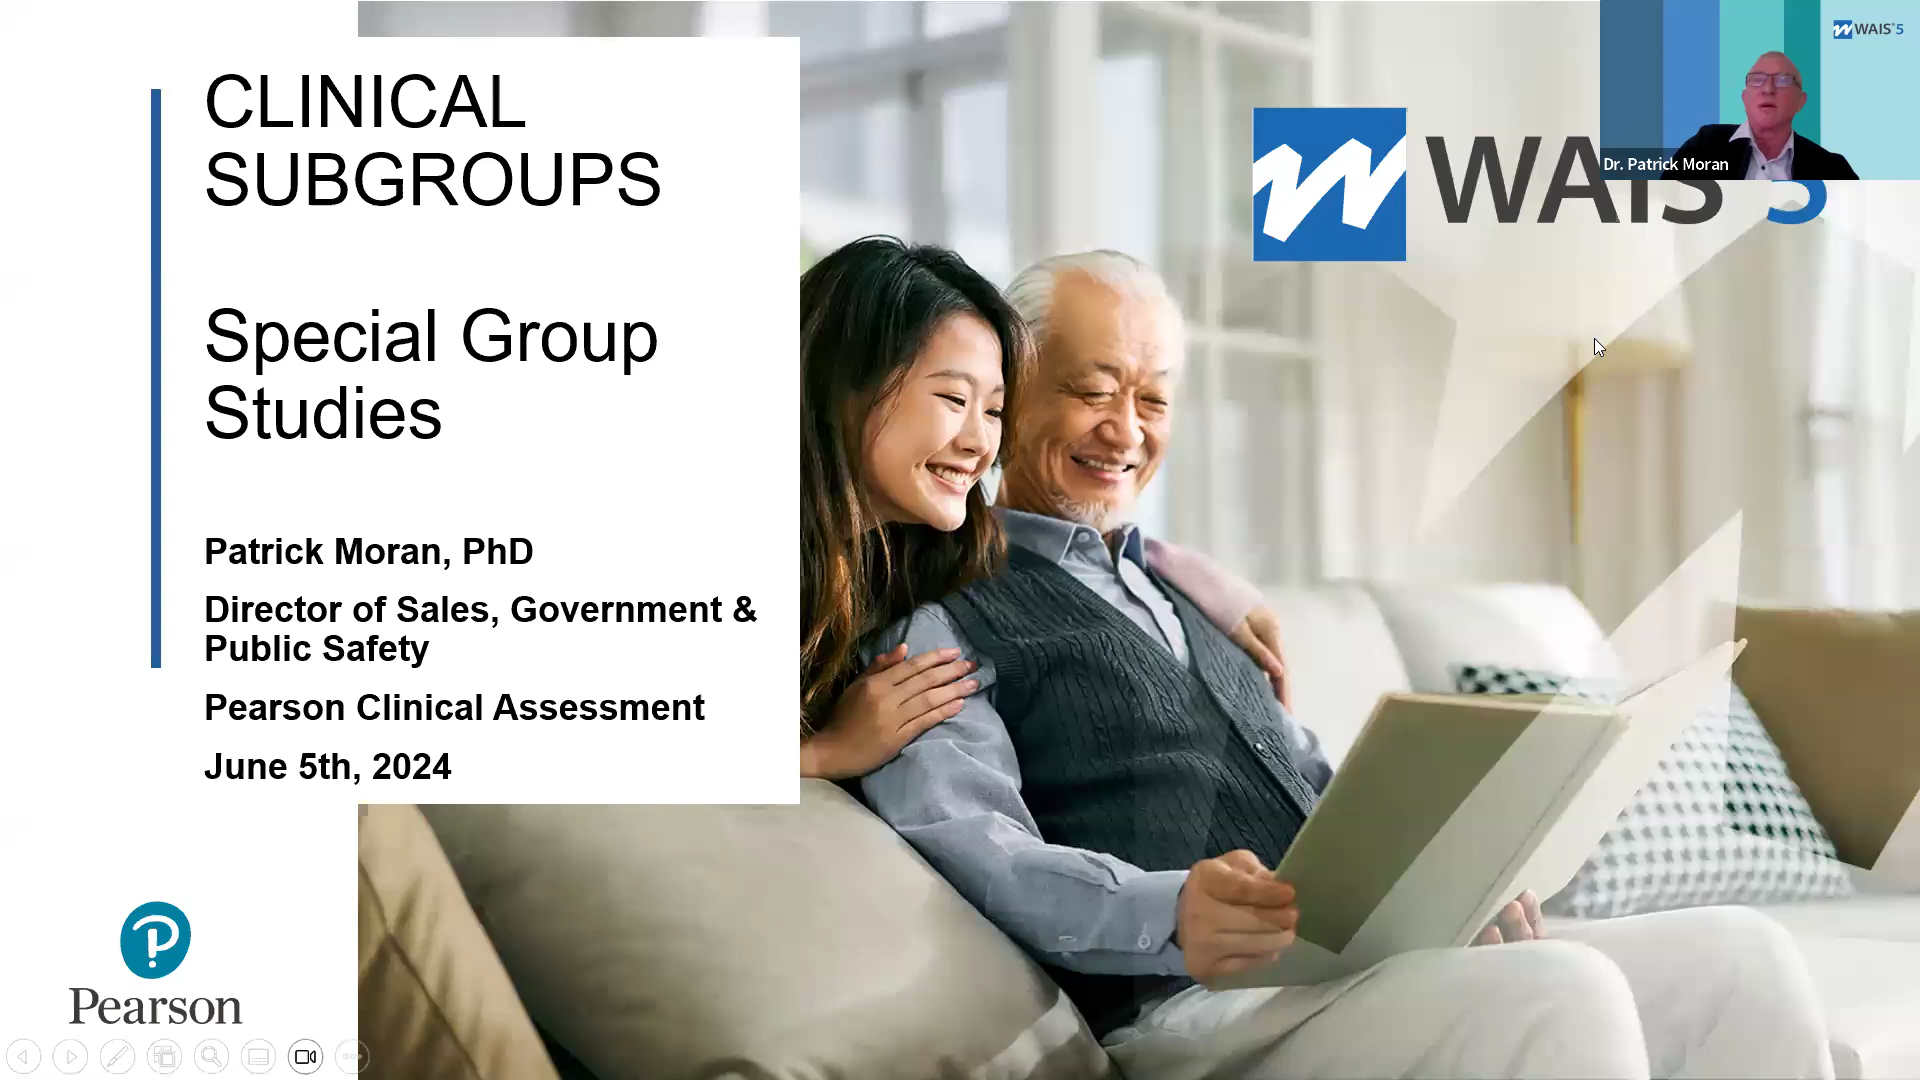 CLINICAL
SUBGROUPS
Special Group
Studies
Patrick Moran, PhD
Director of Sales, Government &
Public Safety
Pearson Clinical Assessment
June 5th, 2024
Pearson
WAIS 5
WAIS®5
Dr. Patrick Moran